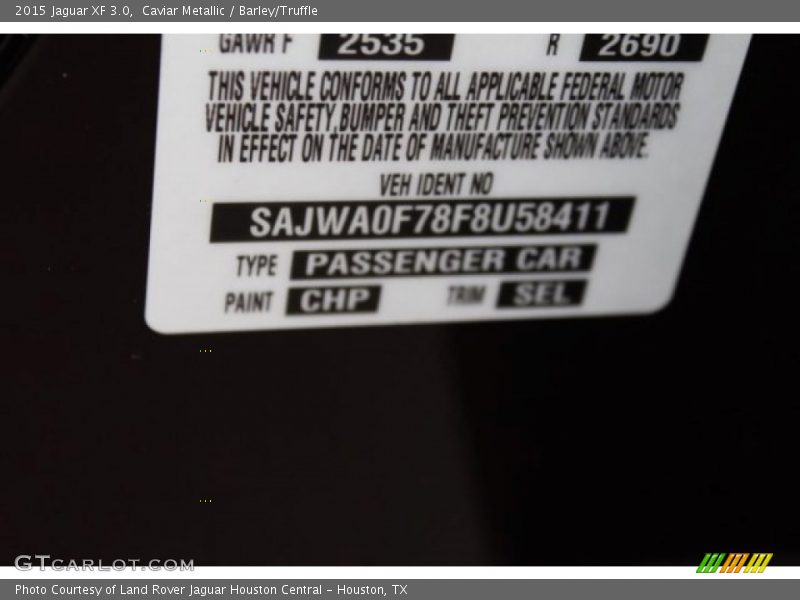 2015 Jaguar XF 3.0,  Caviar Metallic / Barley/Truffle
GAWR F 2535 R 2690
THIS VEHICLE CONFORMS TO ALL APPLICABLE FEDERAL MOTOR
VEHICLE SAFETY, BUMPER AND THEFT PREVENTION STANDARDS
IN EFFECT ON THE DATE OF MANUFACTURE SHOWN ABOVE.
VEH IDENT NO
SAJWA0F78F8U58411
TYPE PASSENGER CAR
PAINT CHP TRIM SEL
GTCARLOT.COM
Photo Courtesy of Land Rover Jaguar Houston Central – Houston, TX